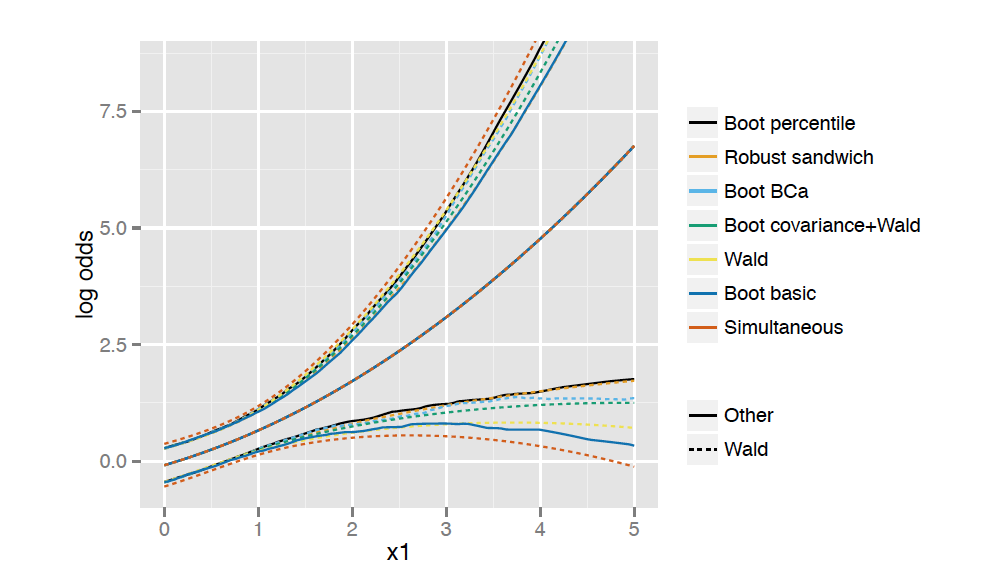 7.5
5.0
2.5
0.0
log odds
0 1 2 3 4 5
x1
Boot percentile
Robust sandwich
Boot BCa
Boot covariance+Wald
Wald
Boot basic
Simultaneous
Other
Wald